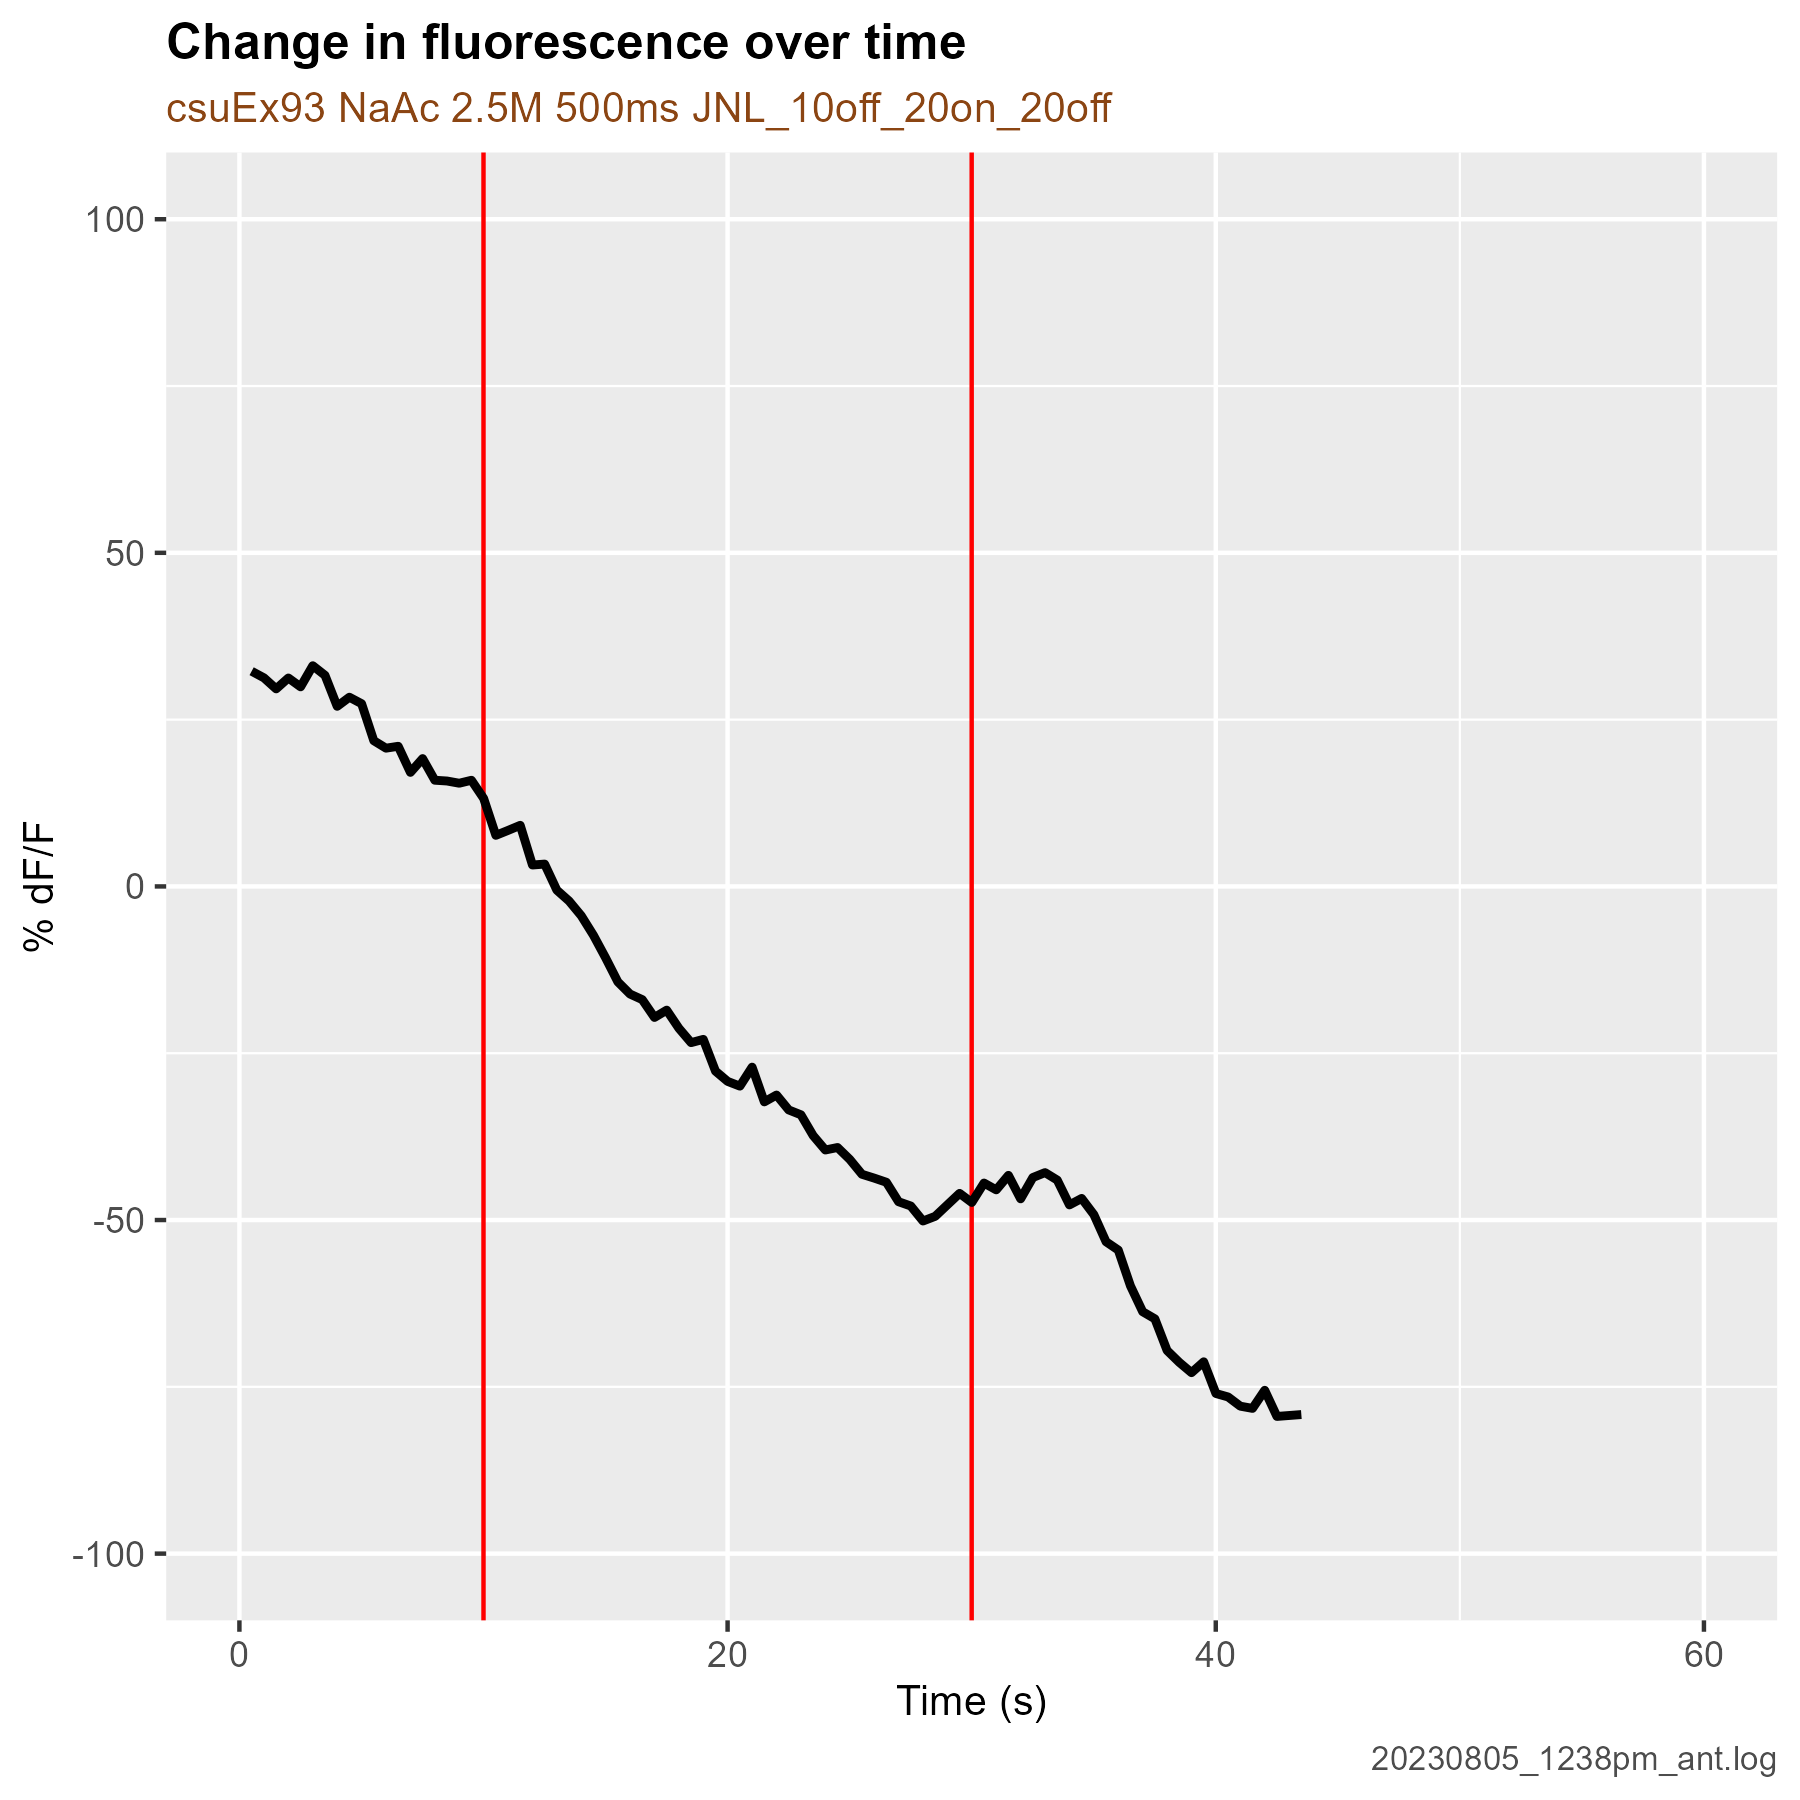 Change in fluorescence over time
csuEx93 NaAc 2.5M 500ms JNL_10off_20on_20off
100
50
0
-50
-100
% dF/F
0 20 40 60
Time (s)
20230805_1238pm_ant.log